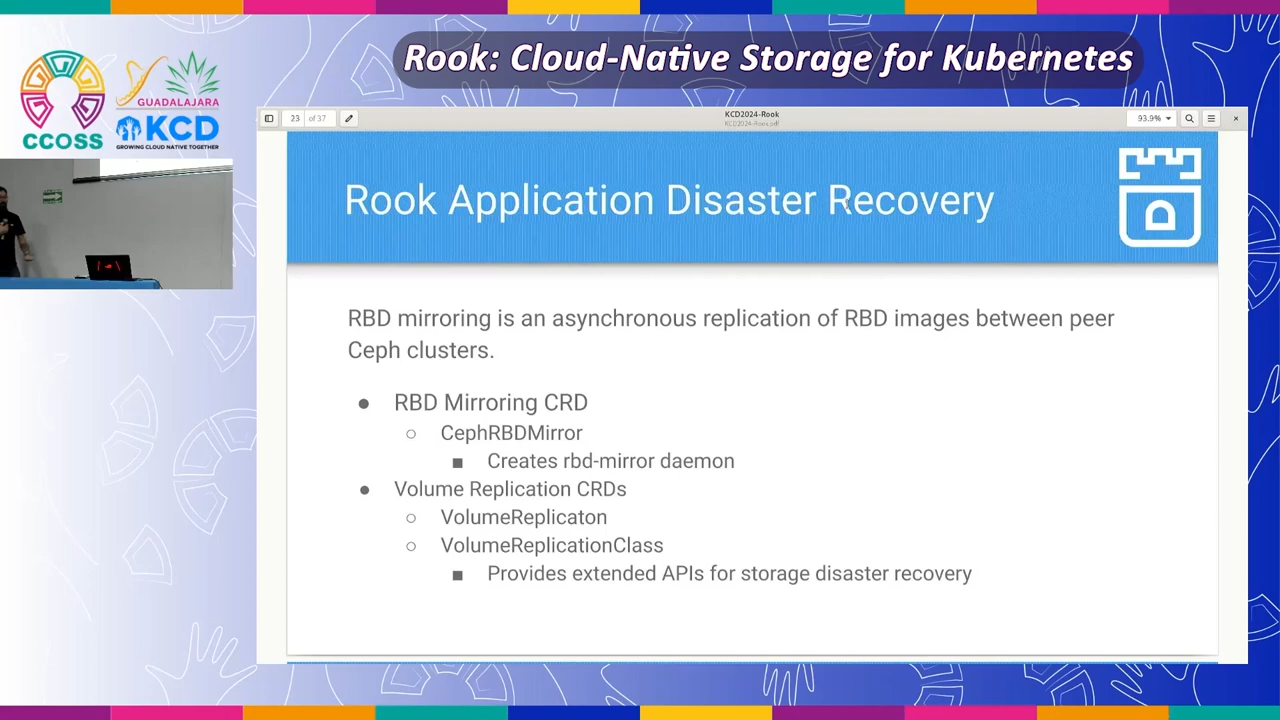 Rook: Cloud-Native Storage for Kubernetes
GUADALAJARA
CCOSS
KCD
GROWING CLOUD NATIVE TOGETHER
23 of 37
KCD2024-Rook
KCD2024-Rook.pdf
93.9%
Rook Application Disaster Recovery
RBD mirroring is an asynchronous replication of RBD images between peer
Ceph clusters.
● RBD Mirroring CRD
○ CephRBDMirror
■ Creates rbd-mirror daemon
● Volume Replication CRDs
○ VolumeReplicaton
○ VolumeReplicationClass
■ Provides extended APIs for storage disaster recovery